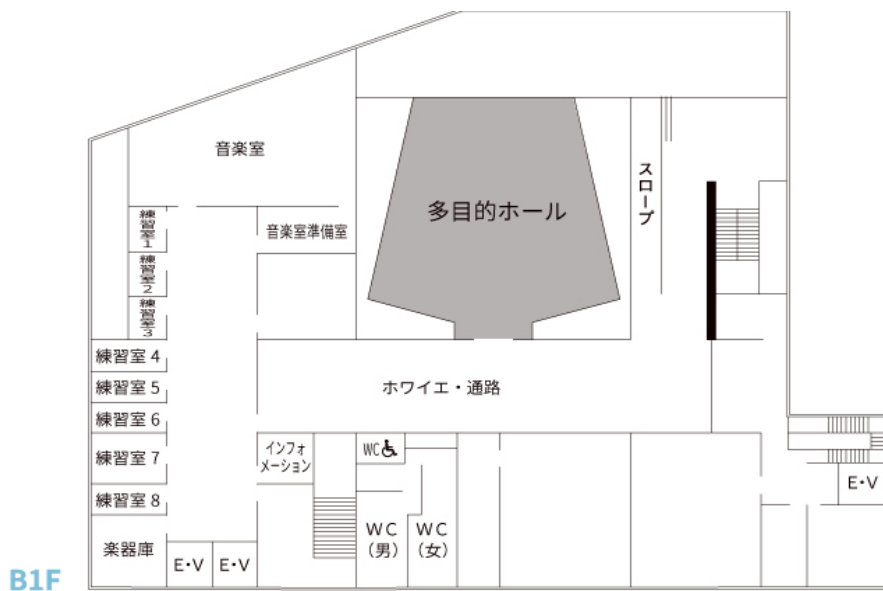 音楽室
多目的ホール
スロープ
練習室1
音楽室準備室
練習室2
練習室3
練習室 4
ホワイエ・通路
練習室 5
練習室 6
インフォ
メーション
WC
練習室 7
E・V
練習室 8
WC
(男)
WC
(女)
楽器庫
E・V
E・V
B1F